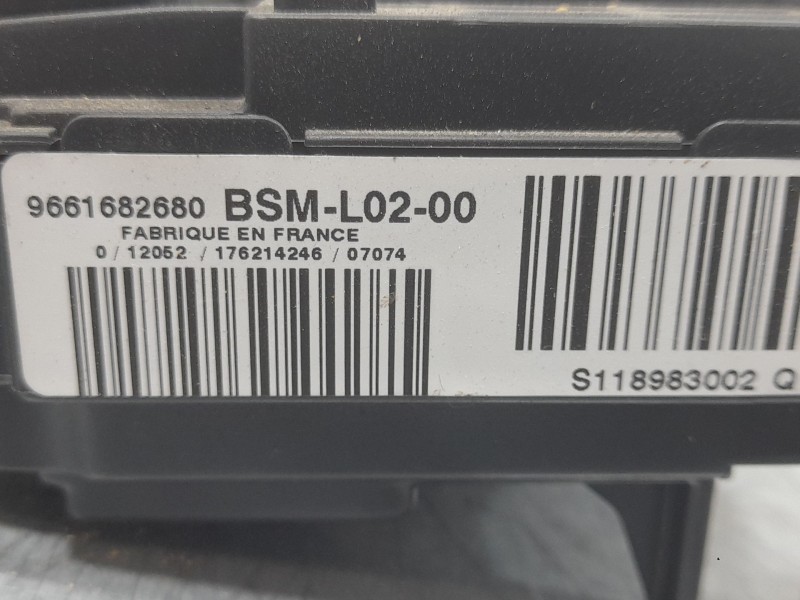 9661682680 BSM-L02-00
FABRIQUE EN FRANCE
0 / 12052 / 176214246 / 07074
S118983002 Q